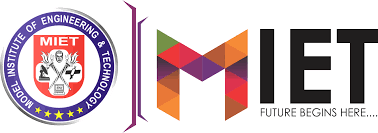 MODEL INSTITUTE OF ENGINEERING & TECHNOLOGY
MIET
MIET
FUTURE BEGINS HERE....